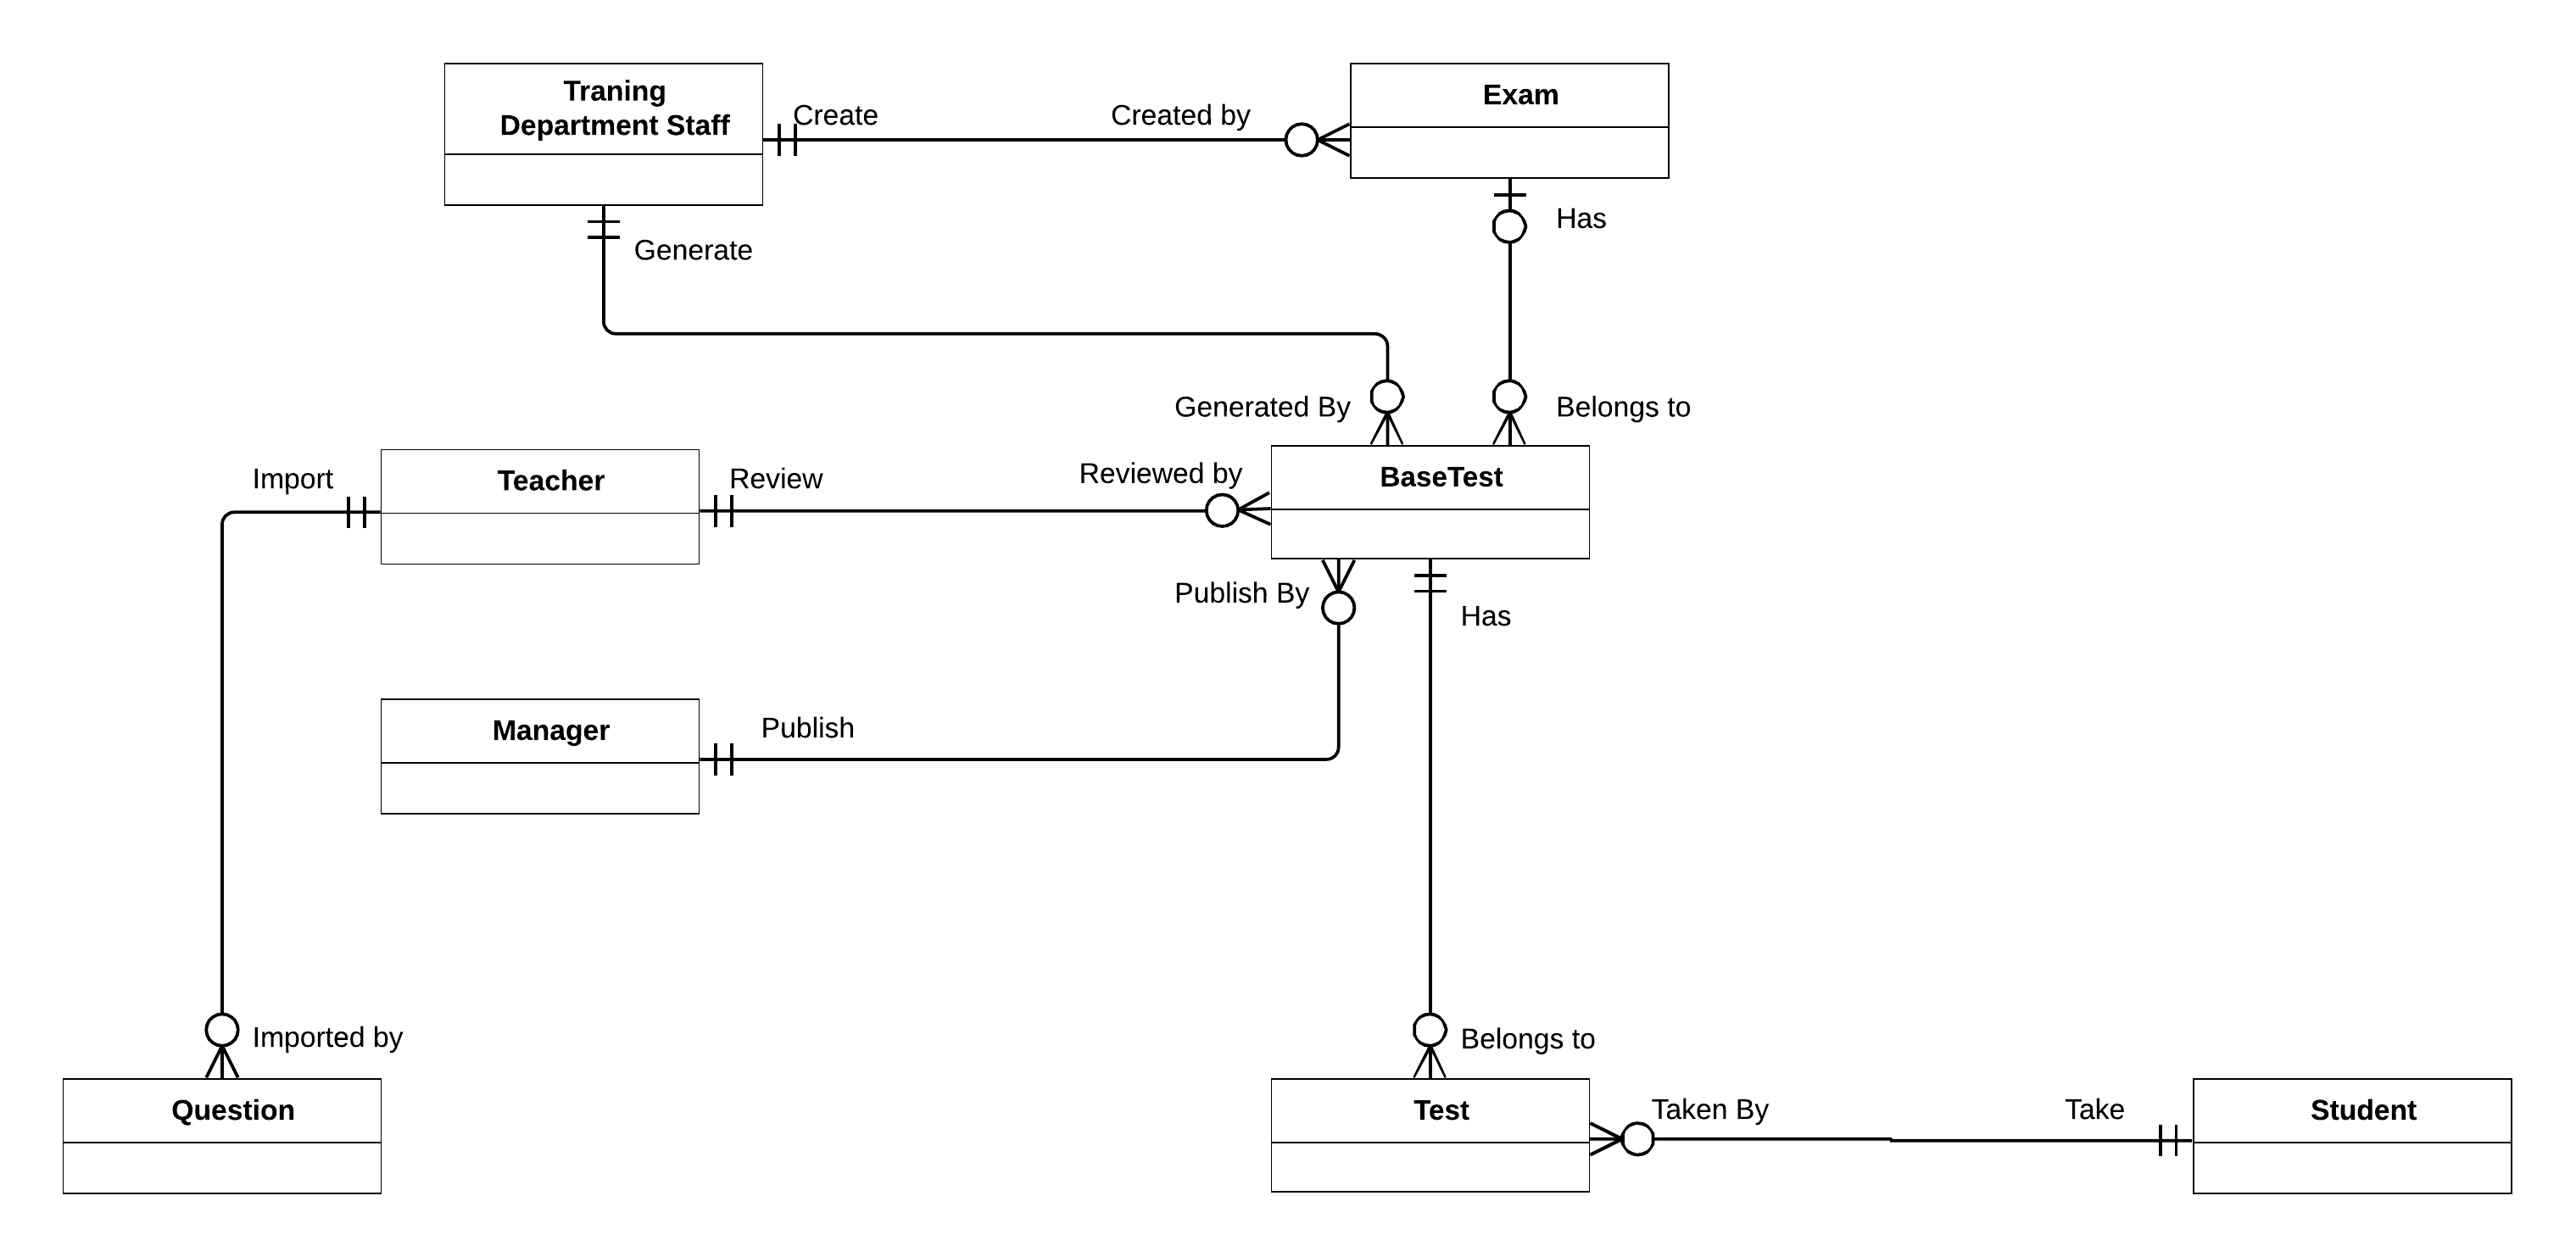 Traning
Department Staff
Create
Created by
Exam
Has
Generate
Generated By
Belongs to
Import
Teacher
Review
Reviewed by
BaseTest
Publish By
Has
Manager
Publish
Imported by
Belongs to
Question
Test
Taken By
Take
Student